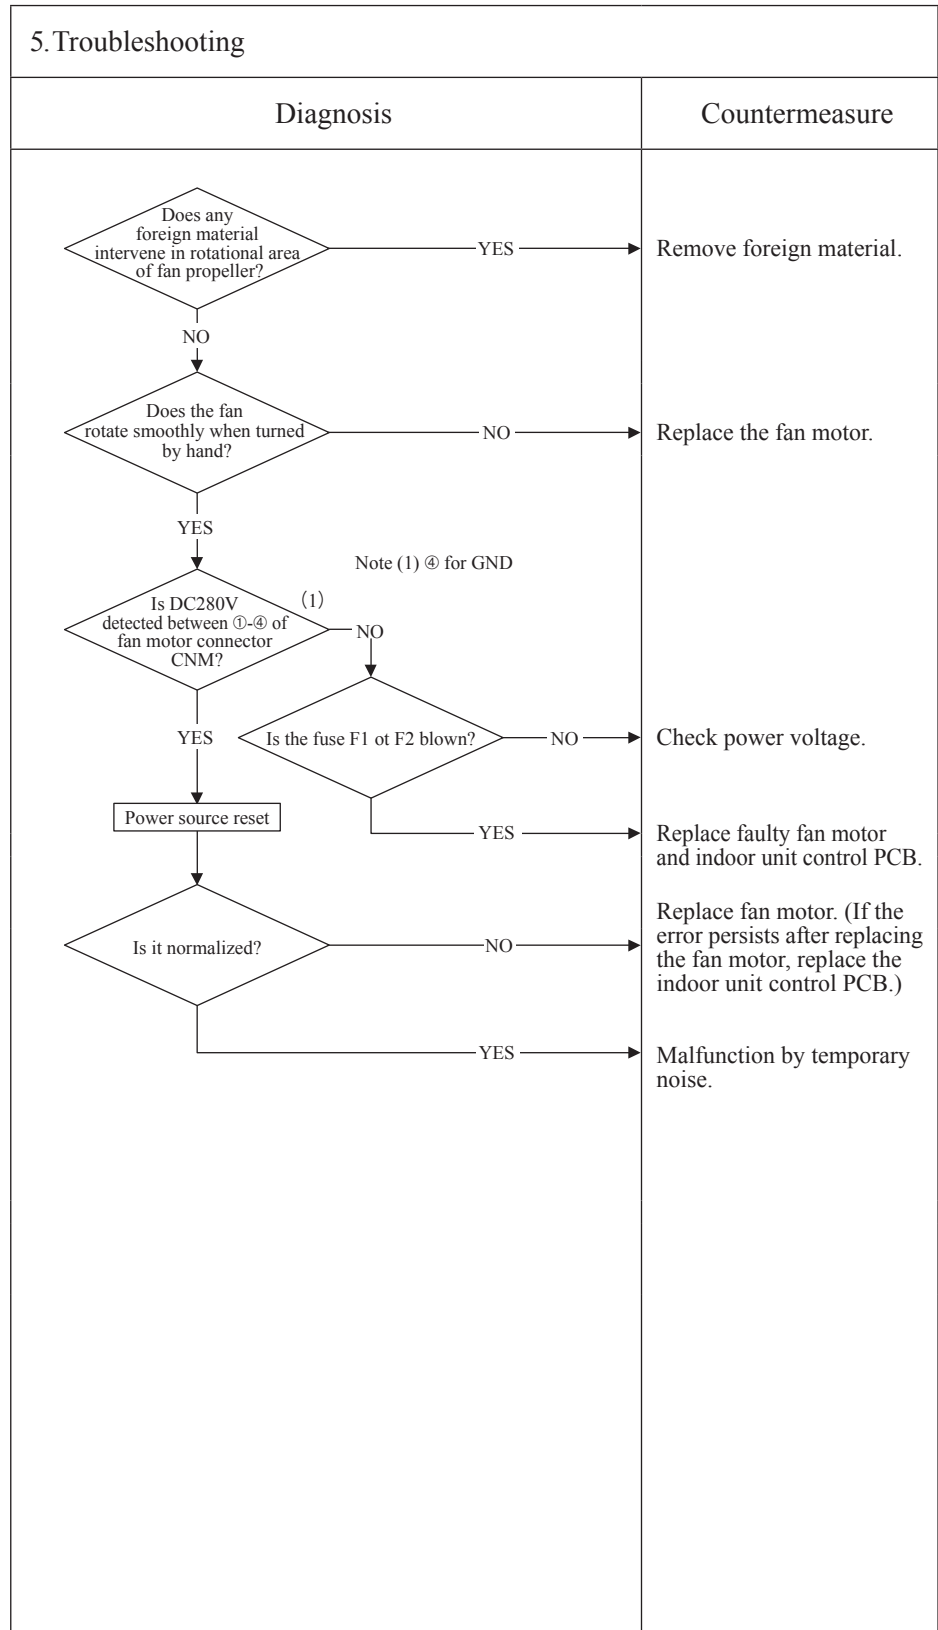 5.Troubleshooting
Diagnosis
Countermeasure
Does any
foreign material
intervene in rotational area
of fan propeller?
YES
Remove foreign material.
NO
Does the fan
rotate smoothly when turned
by hand?
NO
Replace the fan motor.
YES
Note (1) ④ for GND
Is DC280V
detected between ①-④ of
fan motor connector
CNM?
(1)
NO
YES
Is the fuse F1 ot F2 blown?
NO
Check power voltage.
Power source reset
YES
Replace faulty fan motor
and indoor unit control PCB.
Is it normalized?
NO
Replace fan motor. (If the
error persists after replacing
the fan motor, replace the
indoor unit control PCB.)
YES
Malfunction by temporary
noise.